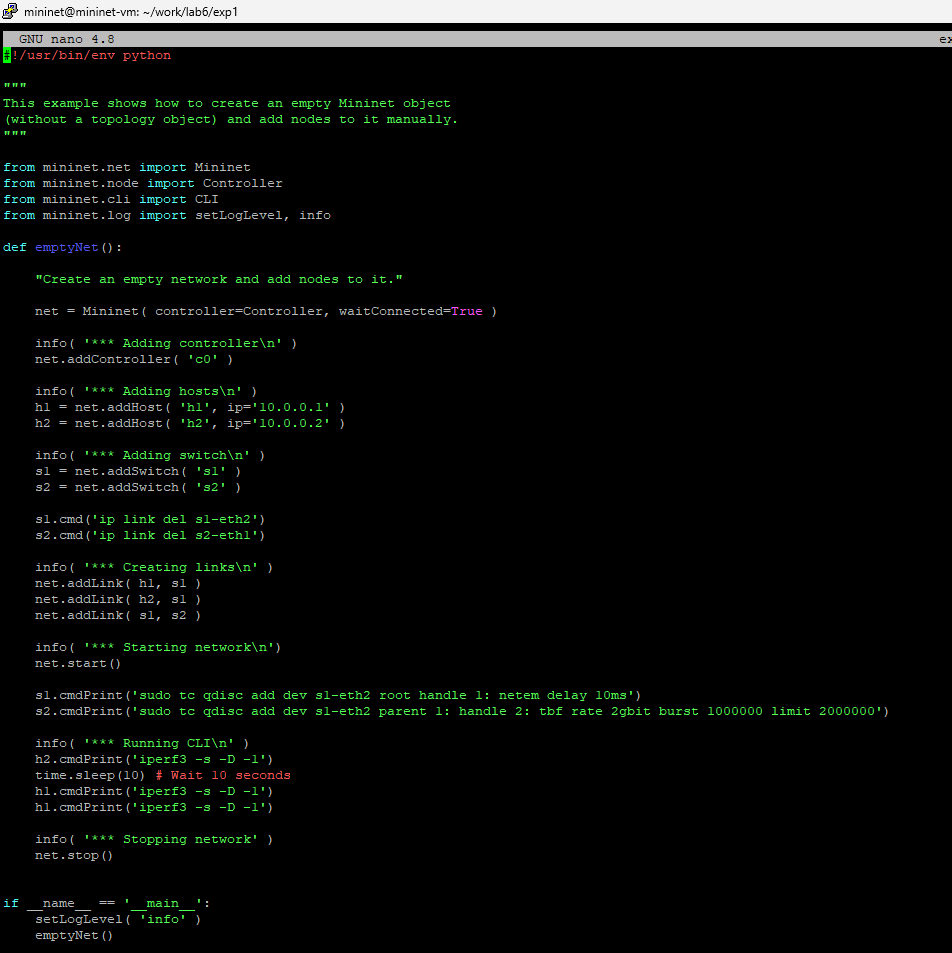 mininet@mininet-vm: ~/work/lab6/exp1
GNU nano 4.8
#!/usr/bin/env python
"""
This example shows how to create an empty Mininet object
(without a topology object) and add nodes to it manually.
"""
from mininet.net import Mininet
from mininet.node import Controller
from mininet.cli import CLI
from mininet.log import setLogLevel, info
def emptyNet():
"Create an empty network and add nodes to it."
net = Mininet( controller=Controller, waitConnected=True )
info( '*** Adding controller\n' )
net.addController( 'c0' )
info( '*** Adding hosts\n' )
h1 = net.addHost( 'h1', ip='10.0.0.1' )
h2 = net.addHost( 'h2', ip='10.0.0.2' )
info( '*** Adding switch\n' )
s1 = net.addSwitch( 's1' )
s2 = net.addSwitch( 's2' )
s1.cmd('ip link del s1-eth2')
s2.cmd('ip link del s2-eth1')
info( '*** Creating links\n' )
net.addLink( h1, s1 )
net.addLink( h2, s1 )
net.addLink( s1, s2 )
info( '*** Starting network\n')
net.start()
s1.cmdPrint('sudo tc qdisc add dev s1-eth2 root handle 1: netem delay 10ms')
s2.cmdPrint('sudo tc qdisc add dev s1-eth2 parent 1: handle 2: tbf rate 2gbit burst 1000000 limit 2000000')
info( '*** Running CLI\n' )
h2.cmdPrint('iperf3 -s -D -1')
time.sleep(10) # Wait 10 seconds
h1.cmdPrint('iperf3 -s -D -1')
h1.cmdPrint('iperf3 -s -D -1')
info( '*** Stopping network' )
net.stop()
if __name__ == '__main__':
setLogLevel( 'info' )
emptyNet()